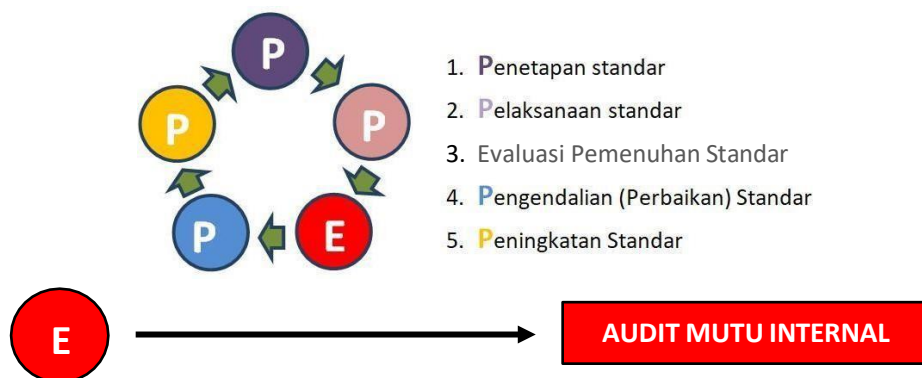 P
P
E
P
P
1. Penetapan standar
2. Pelaksanaan standar
3. Evaluasi Pemenuhan Standar
4. Pengendalian (Perbaikan) Standar
5. Peningkatan Standar
E
AUDIT MUTU INTERNAL